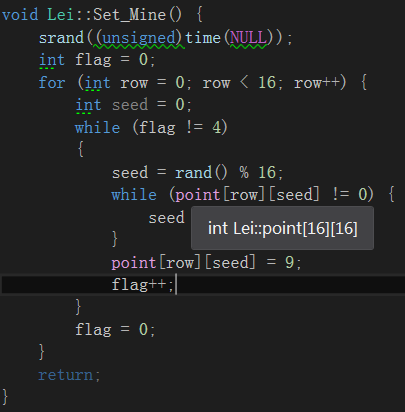 void Lei::Set_Mine() {
    srand((unsigned)time(NULL));
    int flag = 0;
    for (int row = 0; row < 16; row++) {
        int seed = 0;
        while (flag != 4)
        {
            seed = rand() % 16;
            while (point[row][seed] != 0) {
                seed
int Lei::point[16][16]
            }
            point[row][seed] = 9;
            flag++;
        }
        flag = 0;
    }
    return;
}